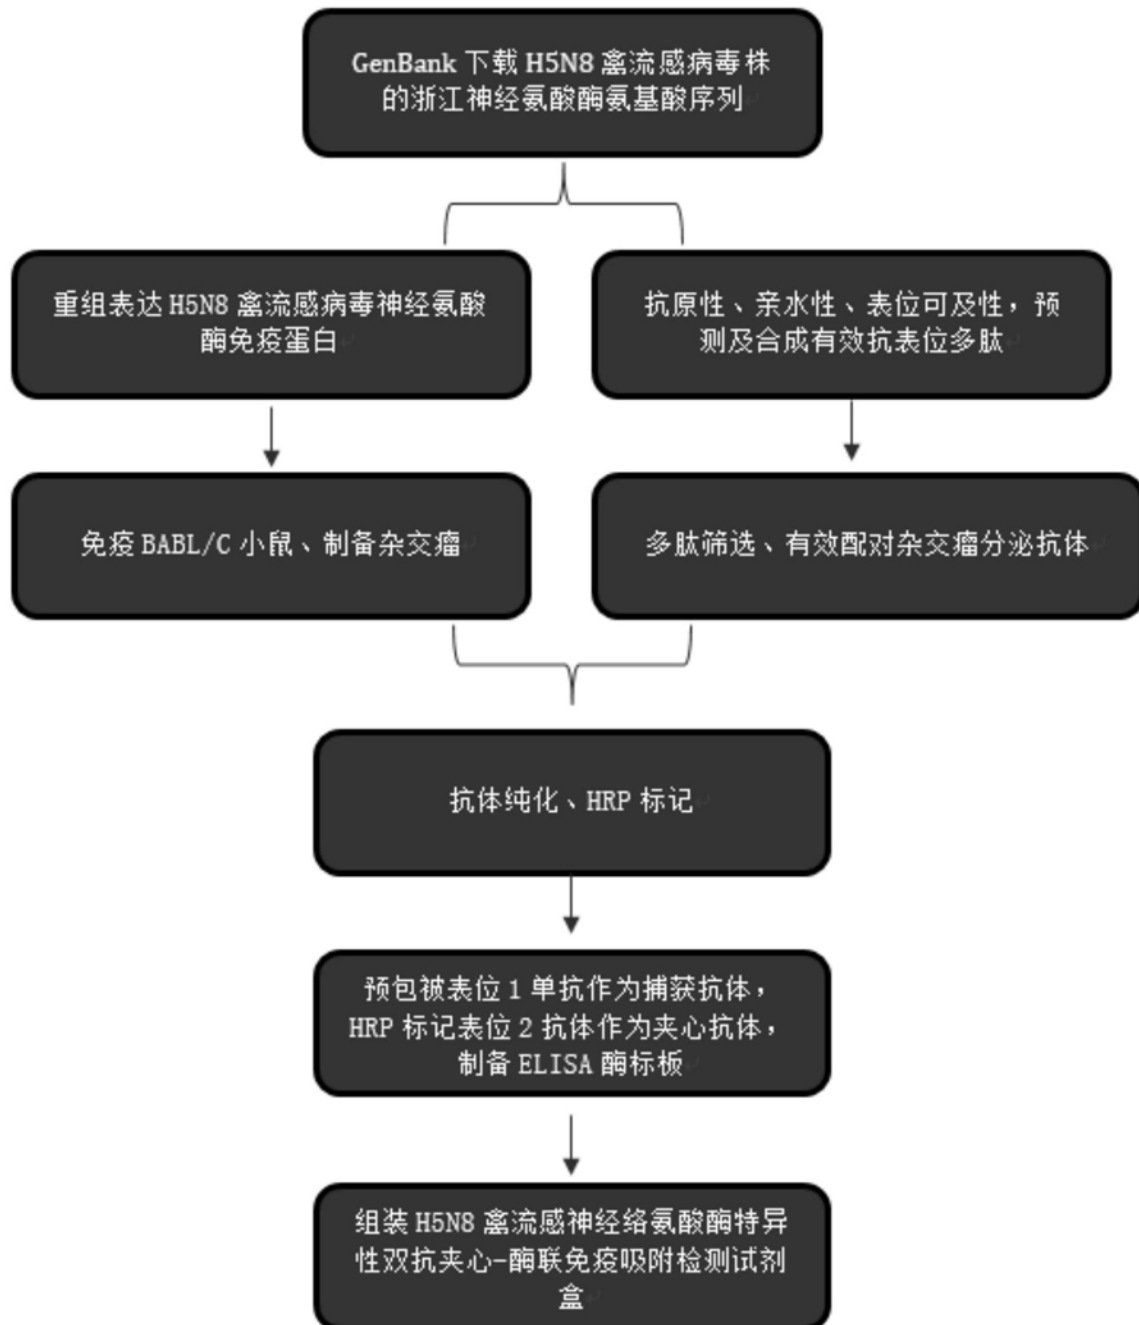 GenBank 下载 H5N8 禽流感病毒株
的浙江神经氨酸酶氨基酸序列
重组表达 H5N8 禽流感病毒神经氨酸
酶免疫蛋白
抗原性、亲水性、表位可及性，预
测及合成有效抗表位多肽
免疫 BABL/C 小鼠、制备杂交瘤
多肽筛选、有效配对杂交瘤分泌抗体
抗体纯化、HRP 标记
预包被表位 1 单抗作为捕获抗体，
HRP 标记表位 2 抗体作为夹心抗体，
制备 ELISA 酶标板
组装 H5N8 禽流感神经络氨酸酶特异
性双抗夹心-酶联免疫吸附检测试剂
盒